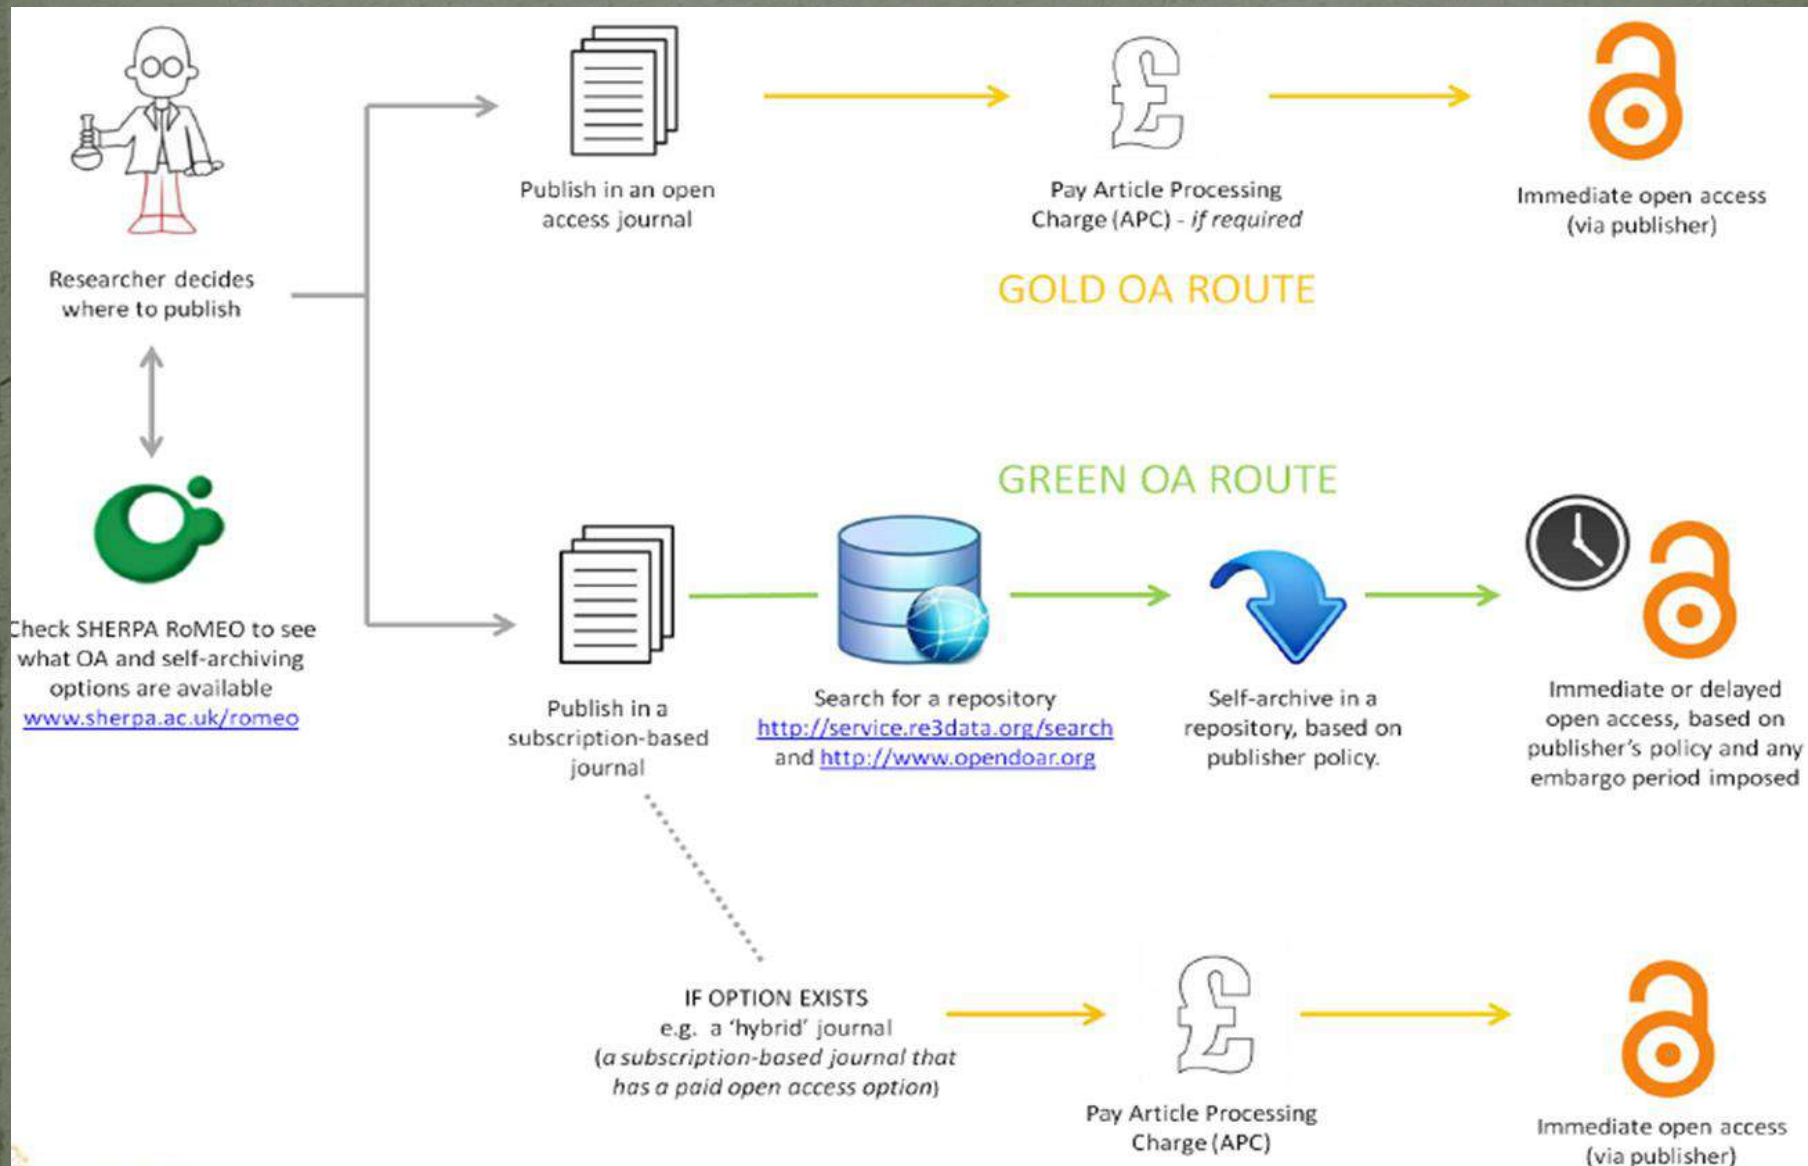 Researcher decides
where to publish
Check SHERPA RoMEO to see
what OA and self-archiving
options are available
www.sherpa.ac.uk/romeo
Publish in an open
access journal
Pay Article Processing
Charge (APC) - if required
Immediate open access
(via publisher)
GOLD OA ROUTE
GREEN OA ROUTE
Publish in a
subscription-based
journal
Search for a repository
http://service.re3data.org/search
and http://www.opendoar.org
Self-archive in a
repository, based on
publisher policy.
Immediate or delayed
open access, based on
publisher's policy and any
embargo period imposed
IF OPTION EXISTS
e.g. a 'hybrid' journal
(a subscription-based journal that
has a paid open access option)
£
Pay Article Processing
Charge (APC)
£
Immediate open access
(via publisher)